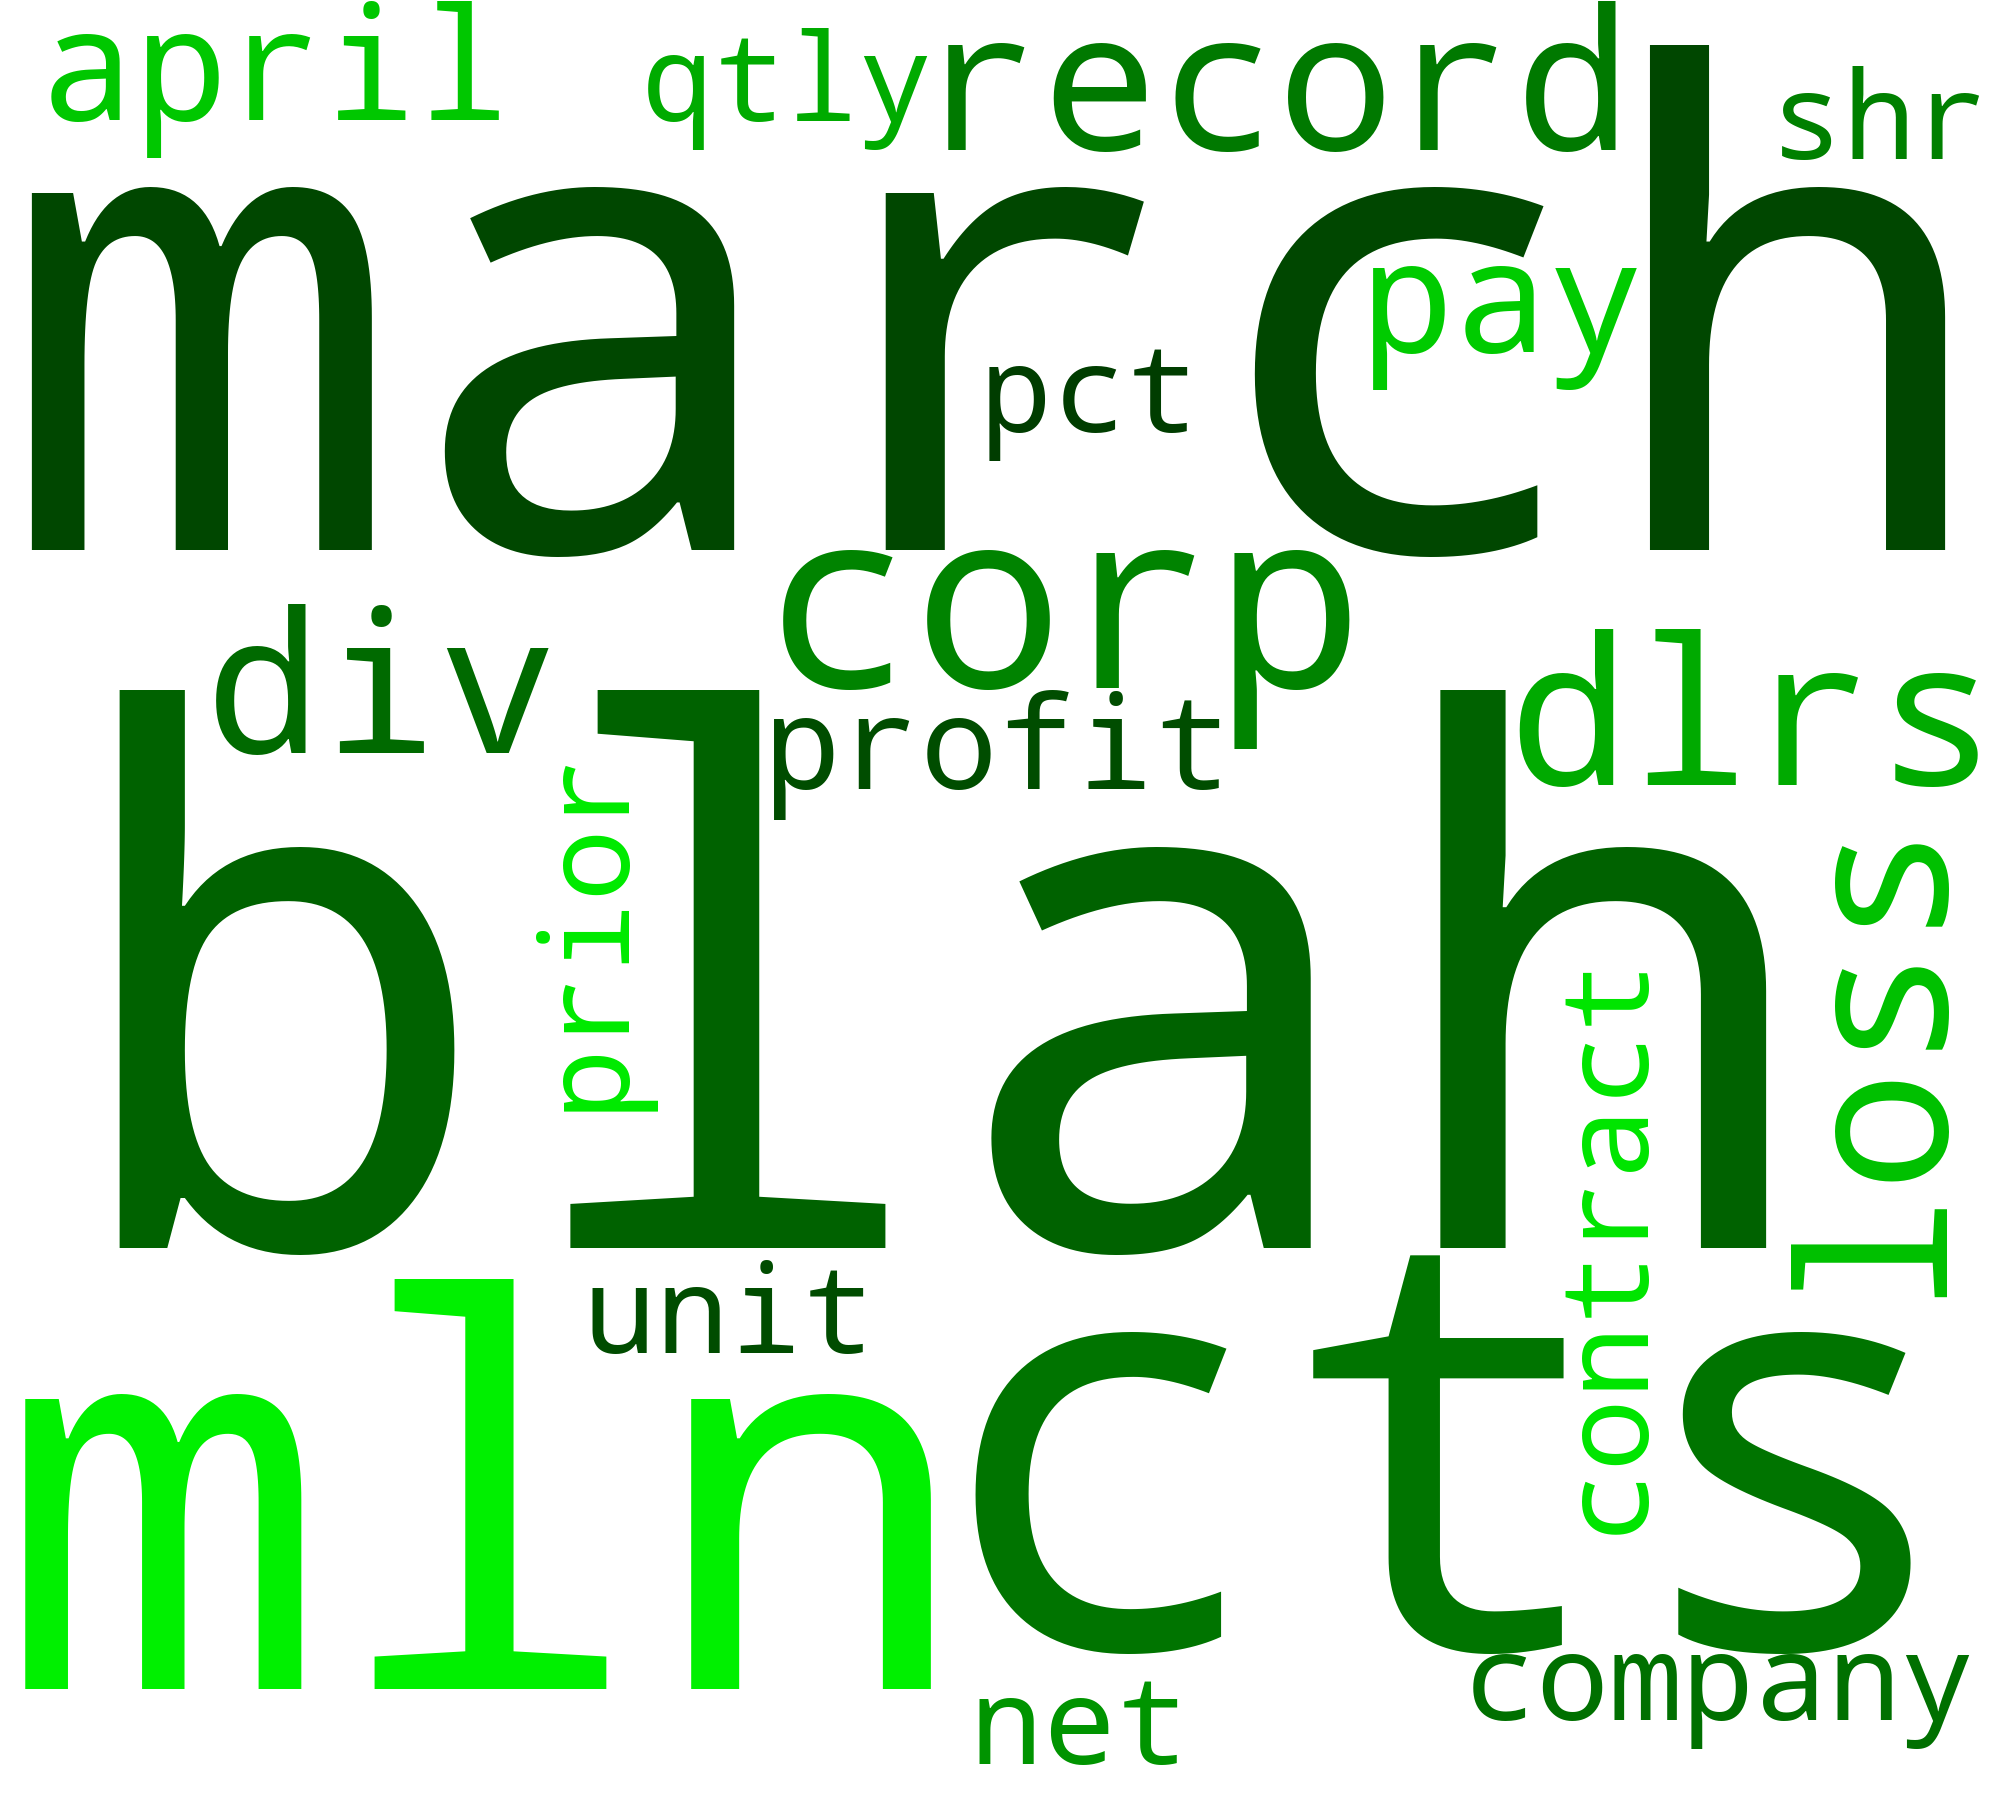 april
qtly
record
shr
march
pay
pct
corp
div
dlrs
profit
blah
prior
loss
contract
unit
mln
cts
company
net